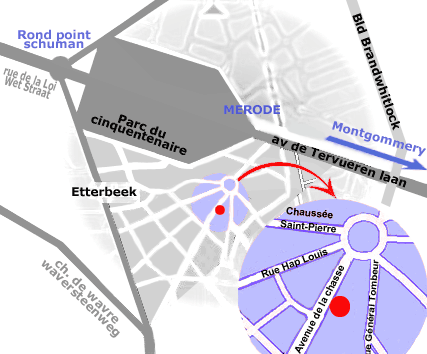 Rond point
schuman
rue de la Loi
Wet Straat
Bld Brandwhitlock
MERODE
Parc du
cinquentenaire
Montgommery
av de Tervueren laan
Etterbeek
Chaussée
Saint-Pierre
Rue Hap Louis
Avenue de la chasse
ue Général Tombeur
ch. de wavre
waversteenweg